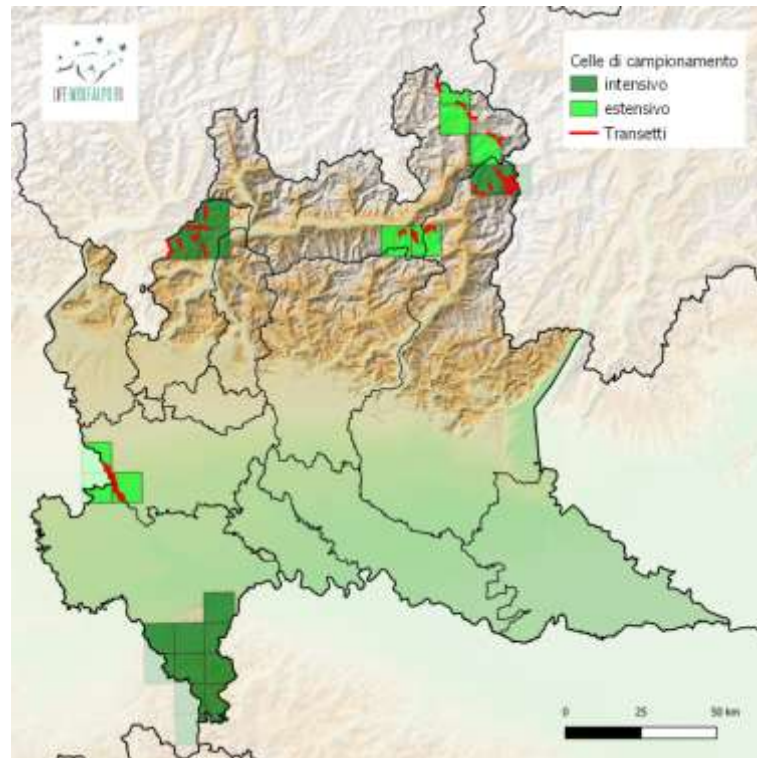 LIFE WOLFALPS EU
Celle di campionamento
intensivo
estensivo
Transetti
0 25 50 km